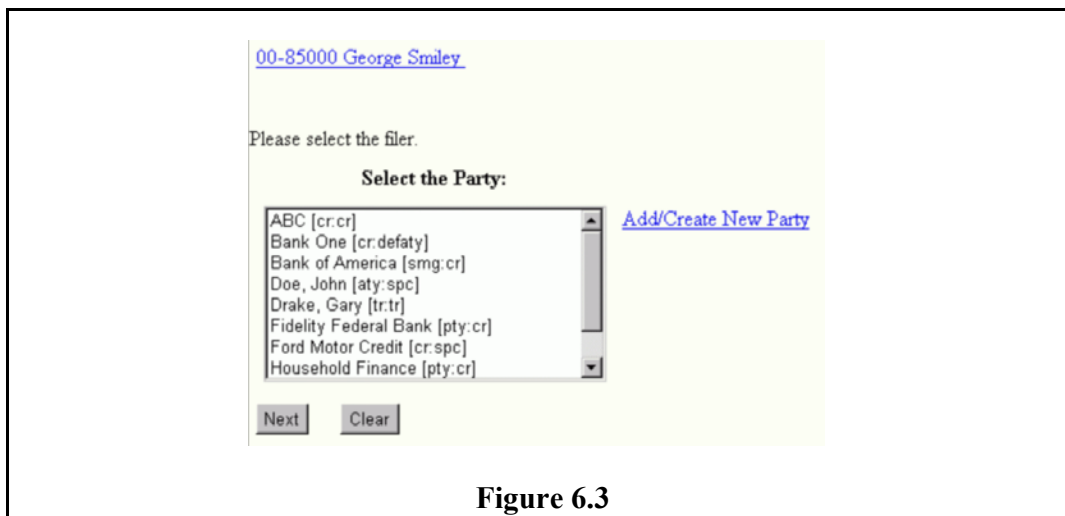 00-85000 George Smiley
Please select the filer.
Select the Party:
ABC [cr:cr]
Bank One [cr:defaty]
Bank of America [smg:cr]
Doe, John [aty:spc]
Drake, Gary [tr:tr]
Fidelity Federal Bank [pty:cr]
Ford Motor Credit [cr:spc]
Household Finance [pty:cr]
Add/Create New Party
Next Clear
Figure 6.3